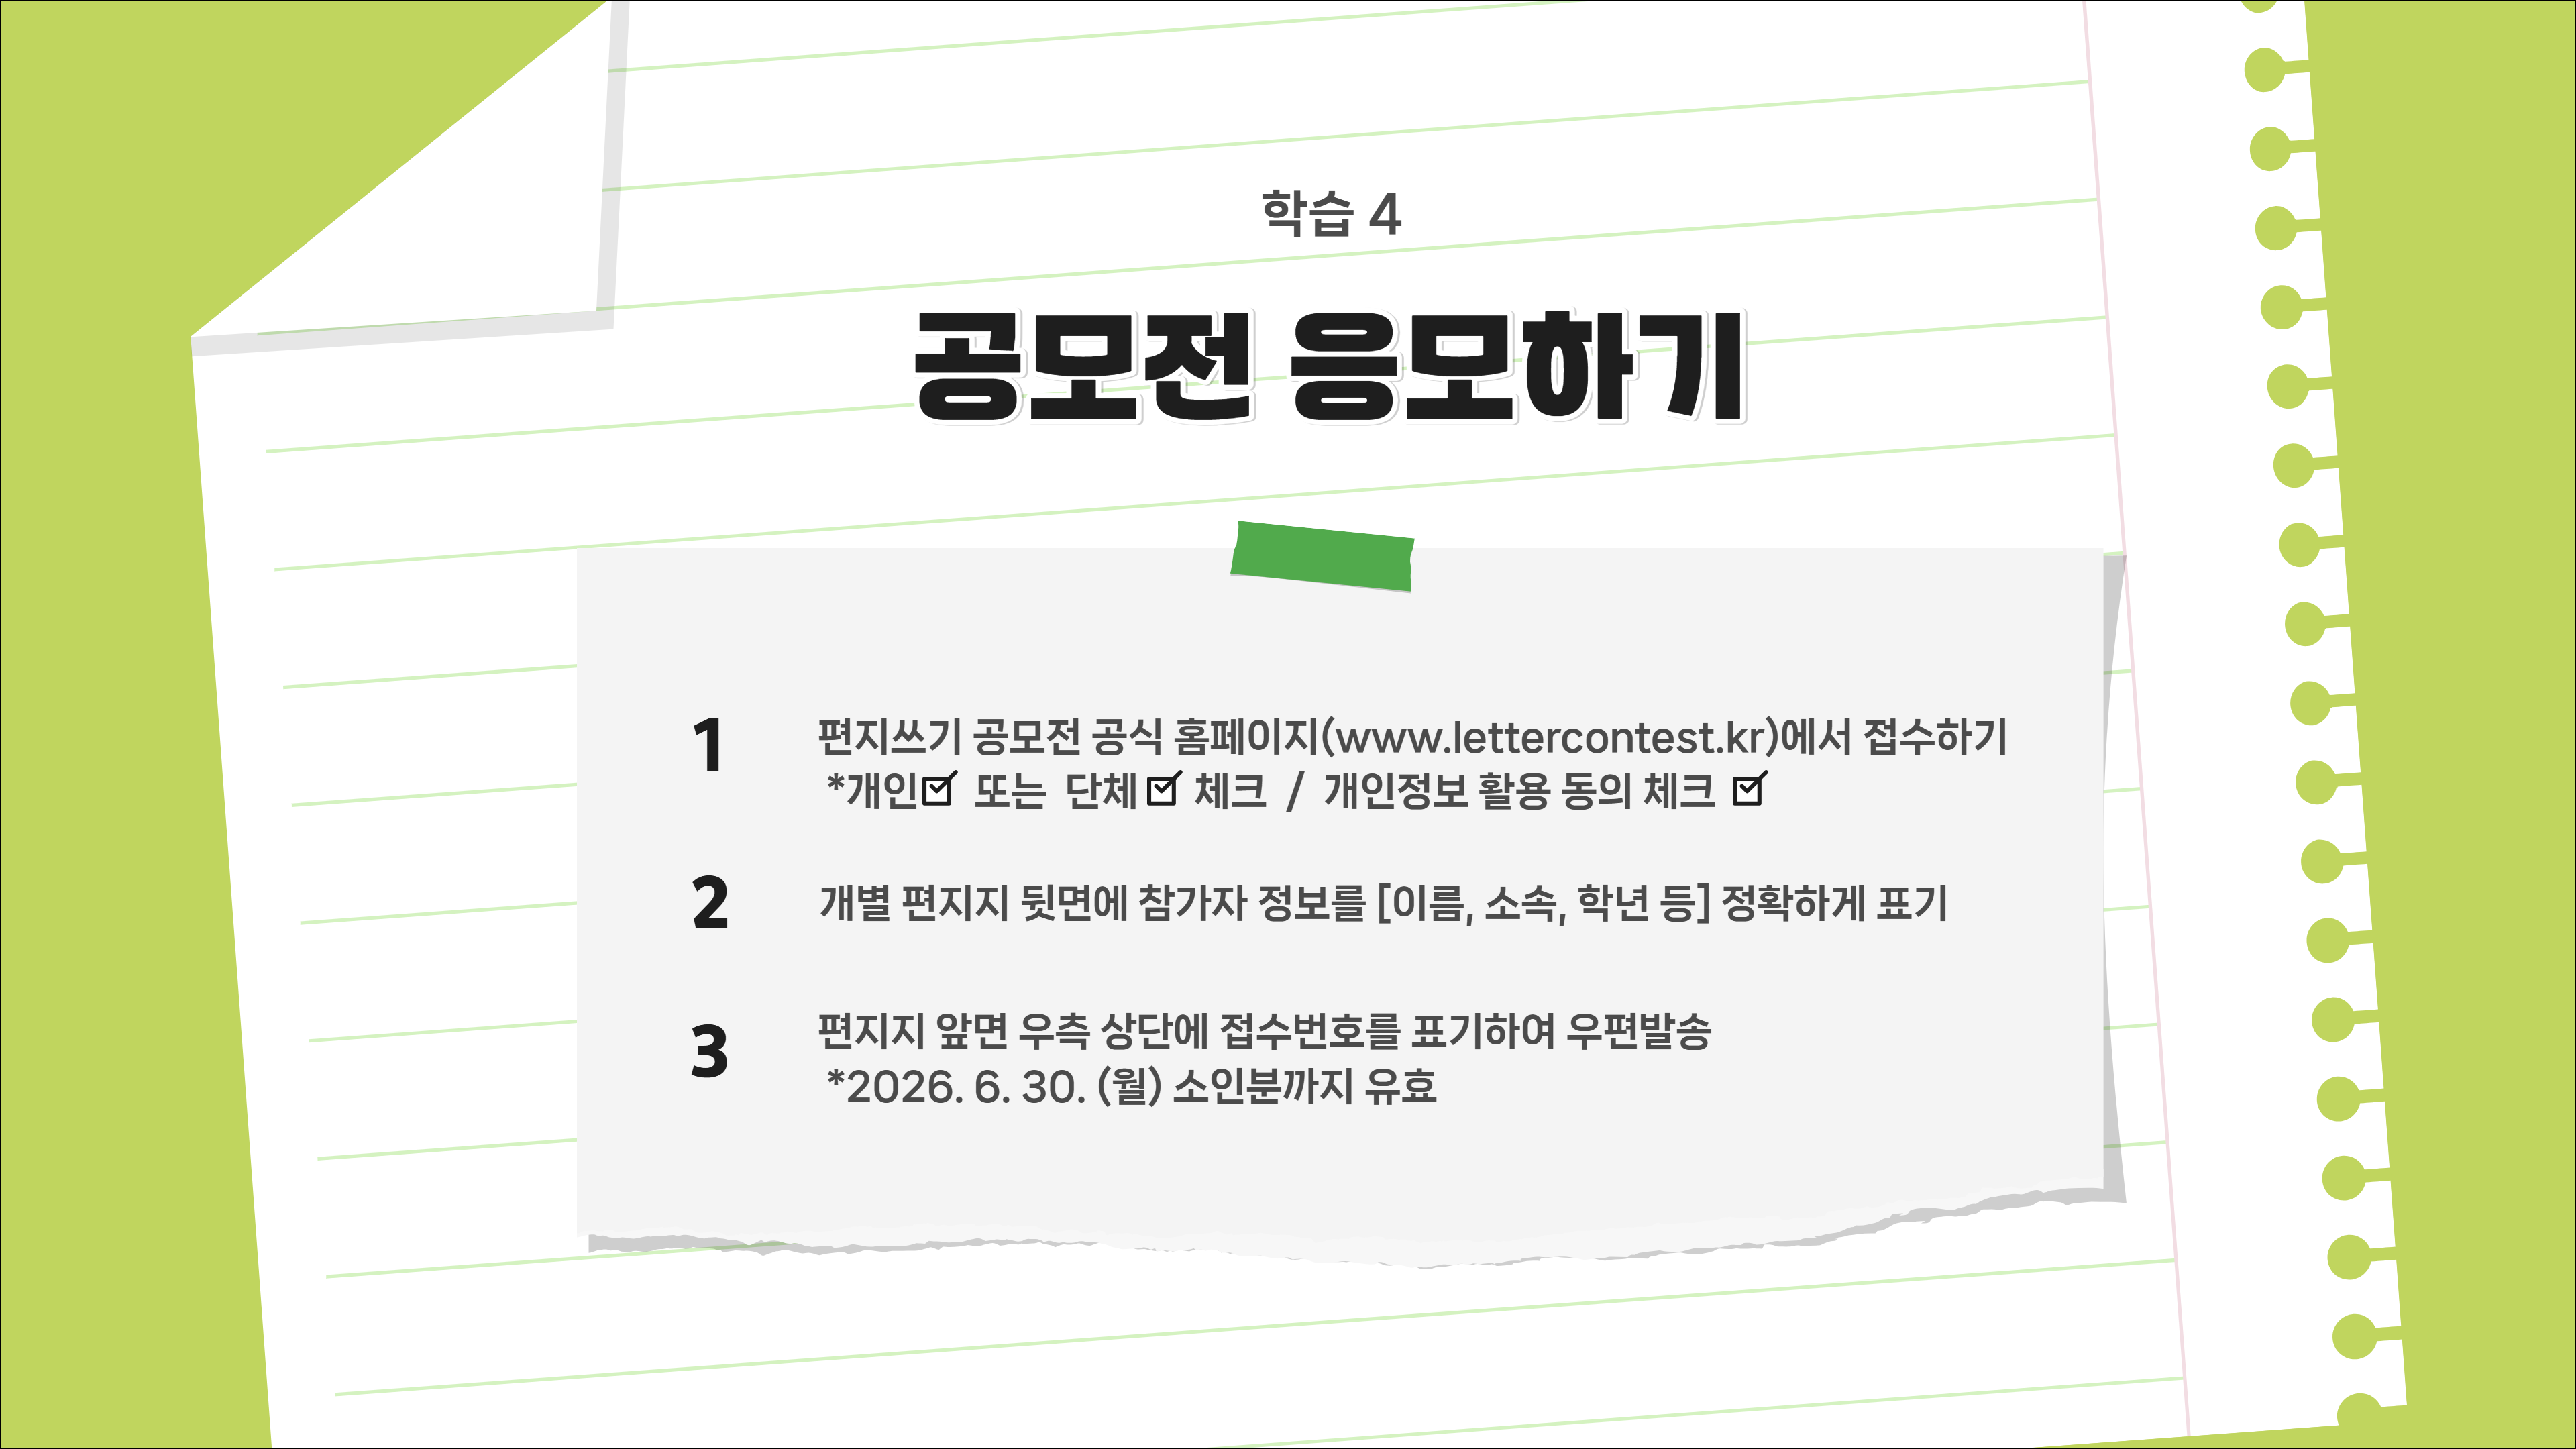 학습 4
공모전 응모하기
1 편지쓰기 공모전 공식 홈페이지(www.lettercontest.kr)에서 접수하기
*개인☑ 또는 단체☑ 체크 / 개인정보 활용 동의 체크 ☑
2 개별 편지지 뒷면에 참가자 정보를 [이름, 소속, 학년 등] 정확하게 표기
3 편지지 앞면 우측 상단에 접수번호를 표기하여 우편발송
*2026. 6. 30. (월) 소인분까지 유효